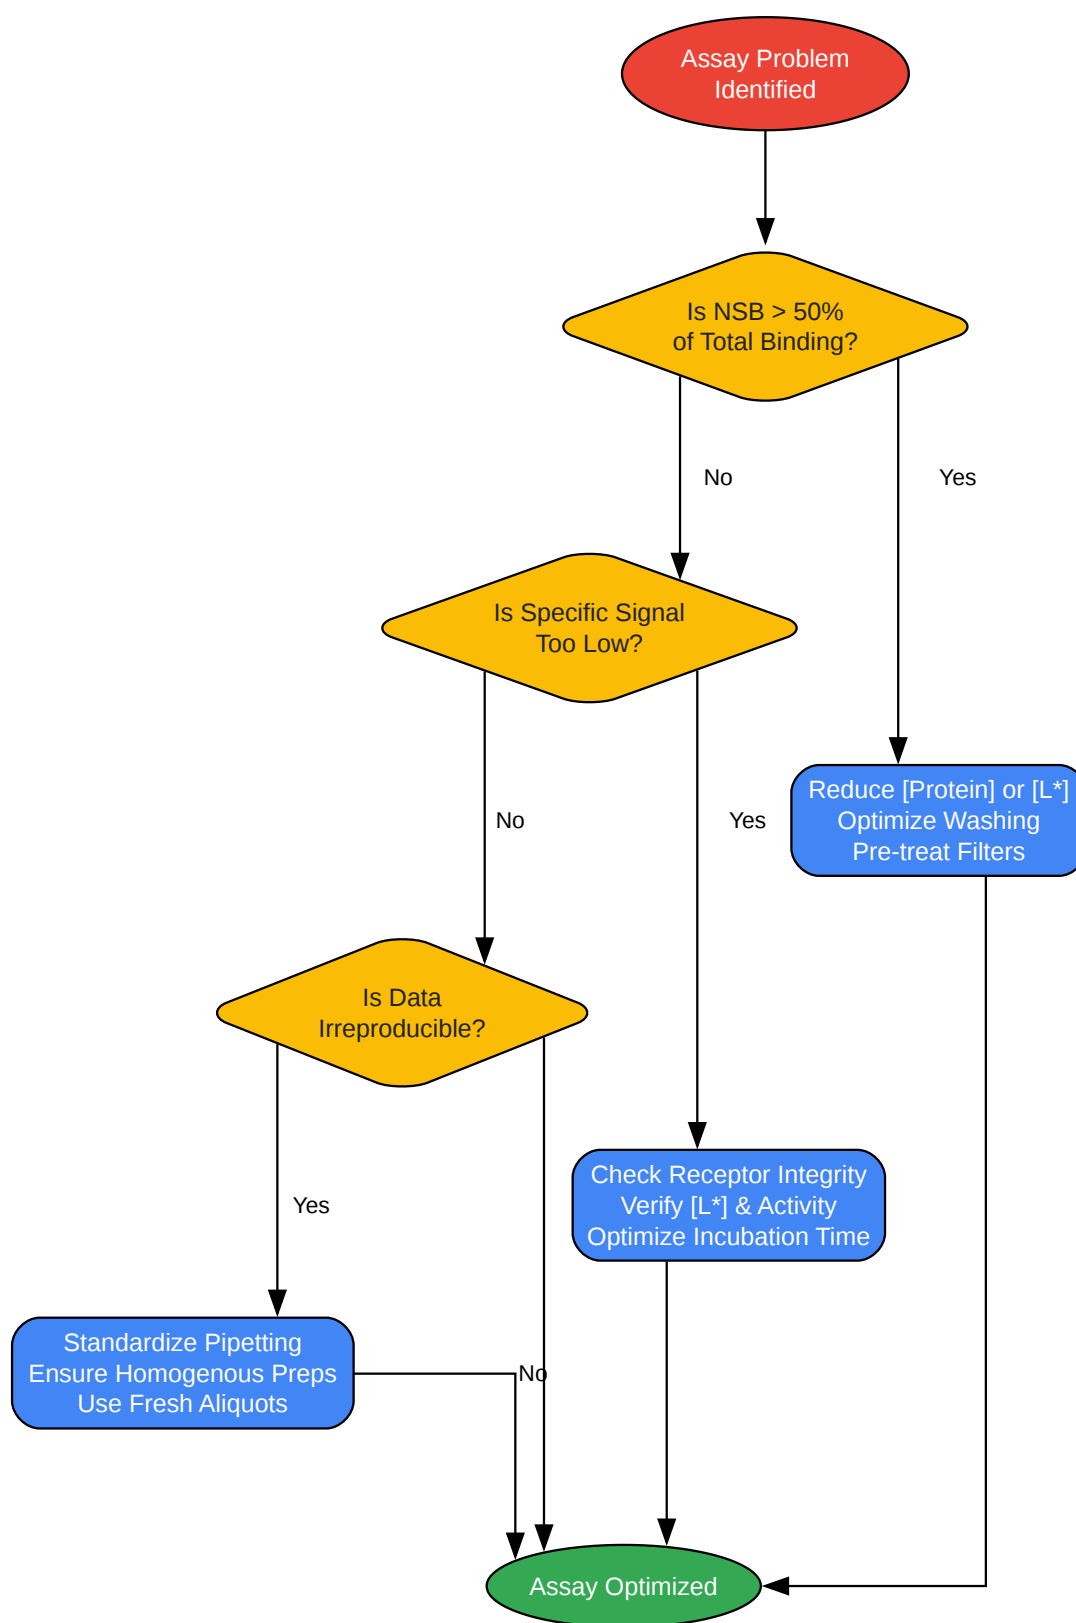 Assay Problem
Identified
Is NSB > 50%
of Total Binding?
No
Yes
Is Specific Signal
Too Low?
Reduce [Protein] or [L*]
Optimize Washing
Pre-treat Filters
No
Yes
Is Data
Irreproducible?
Check Receptor Integrity
Verify [L*] & Activity
Optimize Incubation Time
Yes
Standardize Pipetting
Ensure Homogenous Preps
Use Fresh Aliquots
No
Assay Optimized